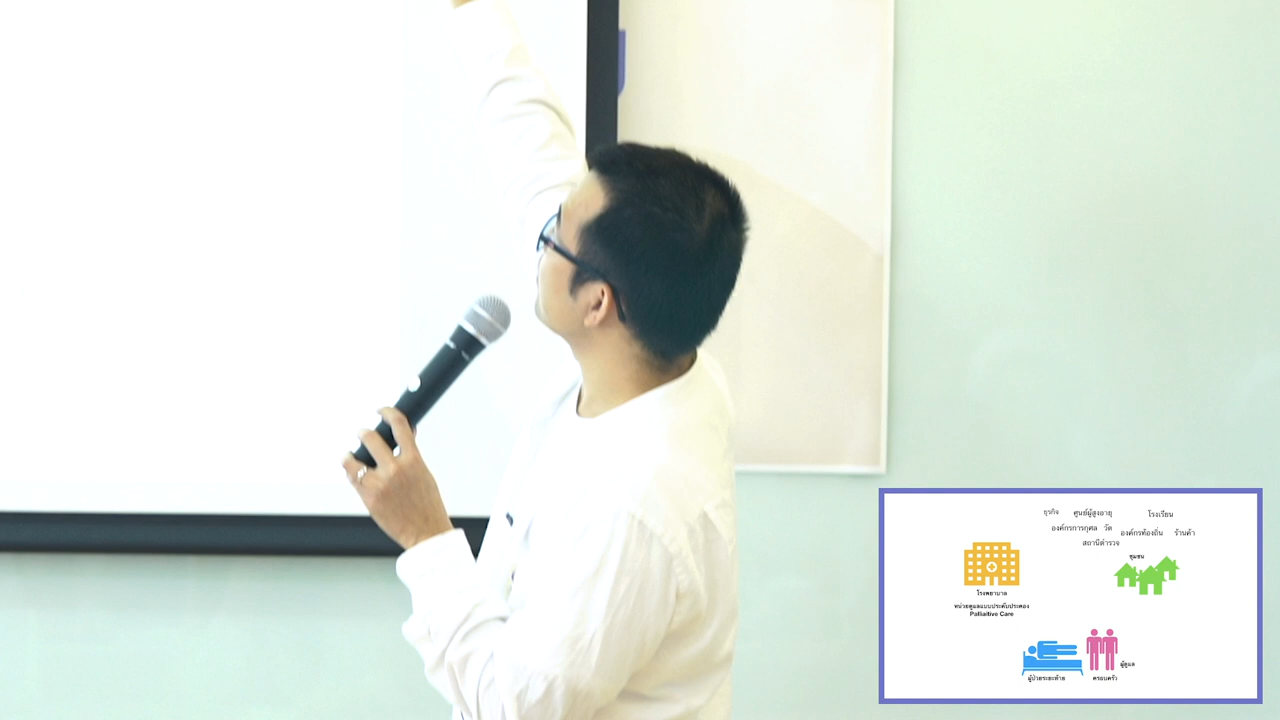 ธุรกิจ ศูนย์ผู้สูงอายุ โรงเรียน
องค์กรการกุศล วัด องค์กรท้องถิ่น ร้านค้า
สถานีตำรวจ
ชุมชน
โรงพยาบาล
หน่วยดูแลแบบประคับประคอง
Palliaitive Care
ผู้ดูแล
ผู้ป่วยระยะท้าย ครอบครัว